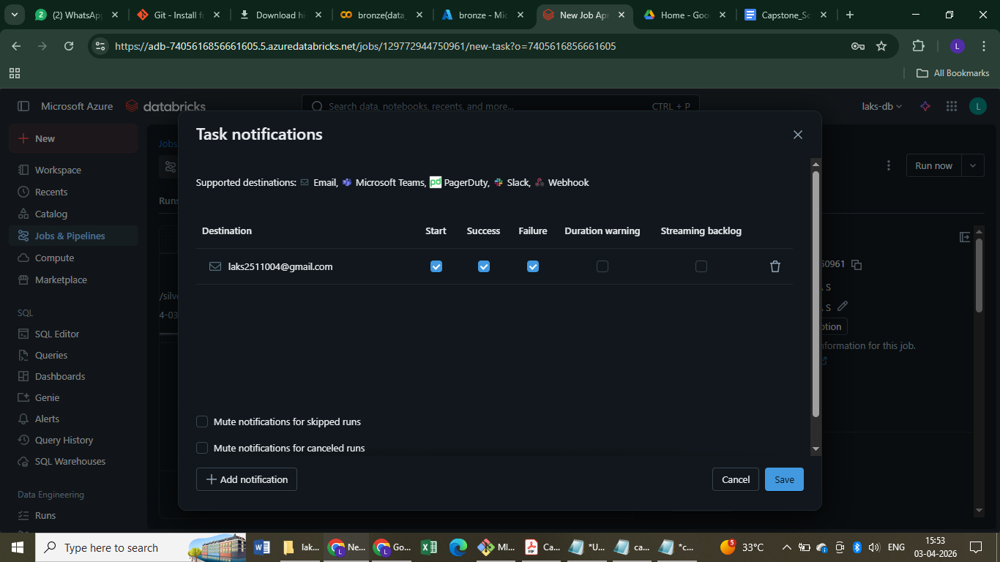 (2) WhatsApp
Git - Install f
Download hi
bronze(data_
bronze - Mic
New Job Apr
Home - Goo
Capstone_Sc
https://adb-7405616856661605.5.azuredatabricks.net/jobs/129772944750961/new-task?o=7405616856661605
L
All Bookmarks
Microsoft Azure
databricks
Search data, notebooks, recents, and more...
CTRL + P
laks-db
L
New
Workspace
Recents
Catalog
Jobs & Pipelines
Compute
Marketplace
SQL
SQL Editor
Queries
Dashboards
Genie
Alerts
Query History
SQL Warehouses
Data Engineering
Runs
Jobs
Runs
/silve
4-03
Task notifications
Supported destinations: Email, Microsoft Teams, pd PagerDuty, Slack, Webhook
Destination Start Success Failure Duration warning Streaming backlog
laks2511004@gmail.com
Mute notifications for skipped runs
Mute notifications for canceled runs
Add notification
Cancel
Save
Run now
50961
S
S
ption
nformation for this job.
Type here to search
lak...
Ne...
Go...
MI...
Ca...
*U...
ca...
*c...
5
33°C
ENG
15:53
03-04-2026